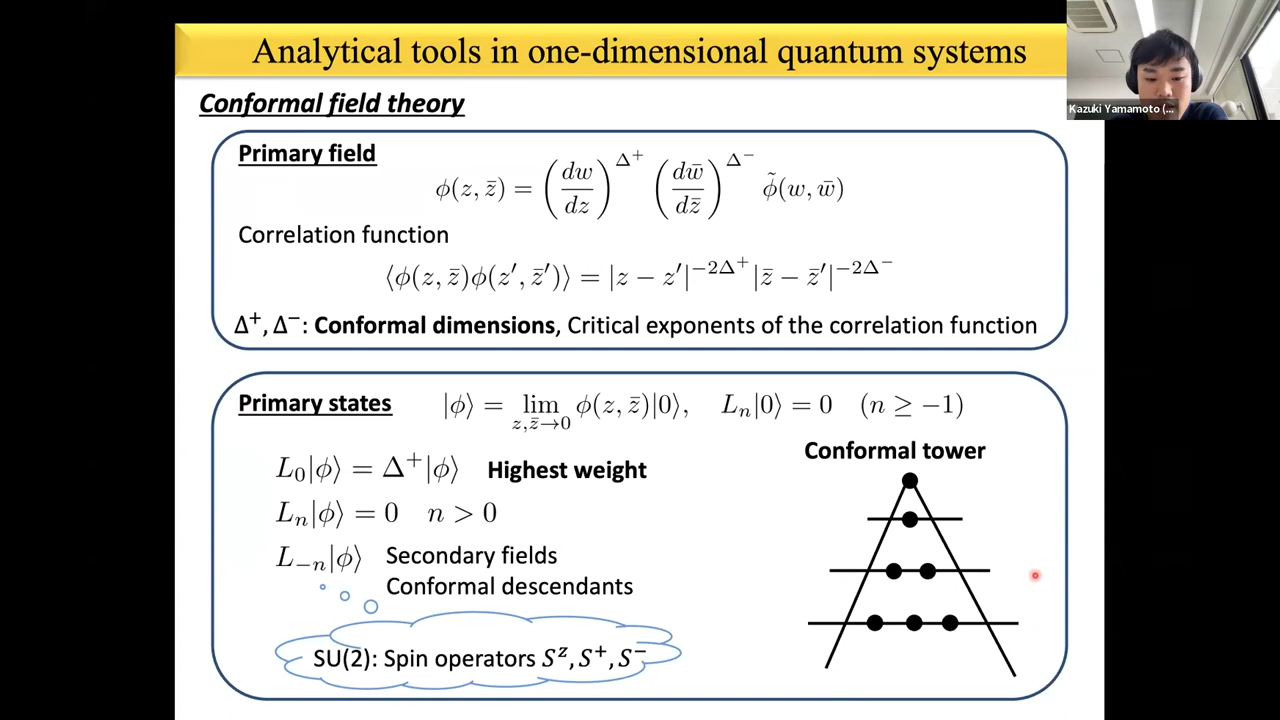 Analytical tools in one-dimensional quantum systems
Kazuki Yamamoto (...
Conformal field theory
Primary field
ϕ(z, z̄) = (dw/dz)^{Δ^+} (dw̄/dz̄)^{Δ^−} ϕ̃(w, w̄)
Correlation function
⟨ϕ(z, z̄)ϕ(z′, z̄′)⟩ = |z − z′|^{−2Δ^+}|z̄ − z̄′|^{−2Δ^−}
Δ⁺, Δ⁻: Conformal dimensions, Critical exponents of the correlation function
Primary states |ϕ⟩ = lim_{z,z̄→0} ϕ(z, z̄)|0⟩, L_n|0⟩ = 0 (n ≥ −1)
Conformal tower
L_0|ϕ⟩ = Δ^+|ϕ⟩ Highest weight
L_n|ϕ⟩ = 0 n > 0
L_{−n}|ϕ⟩ Secondary fields
Conformal descendants
SU(2): Spin operators S^z, S^+, S^−